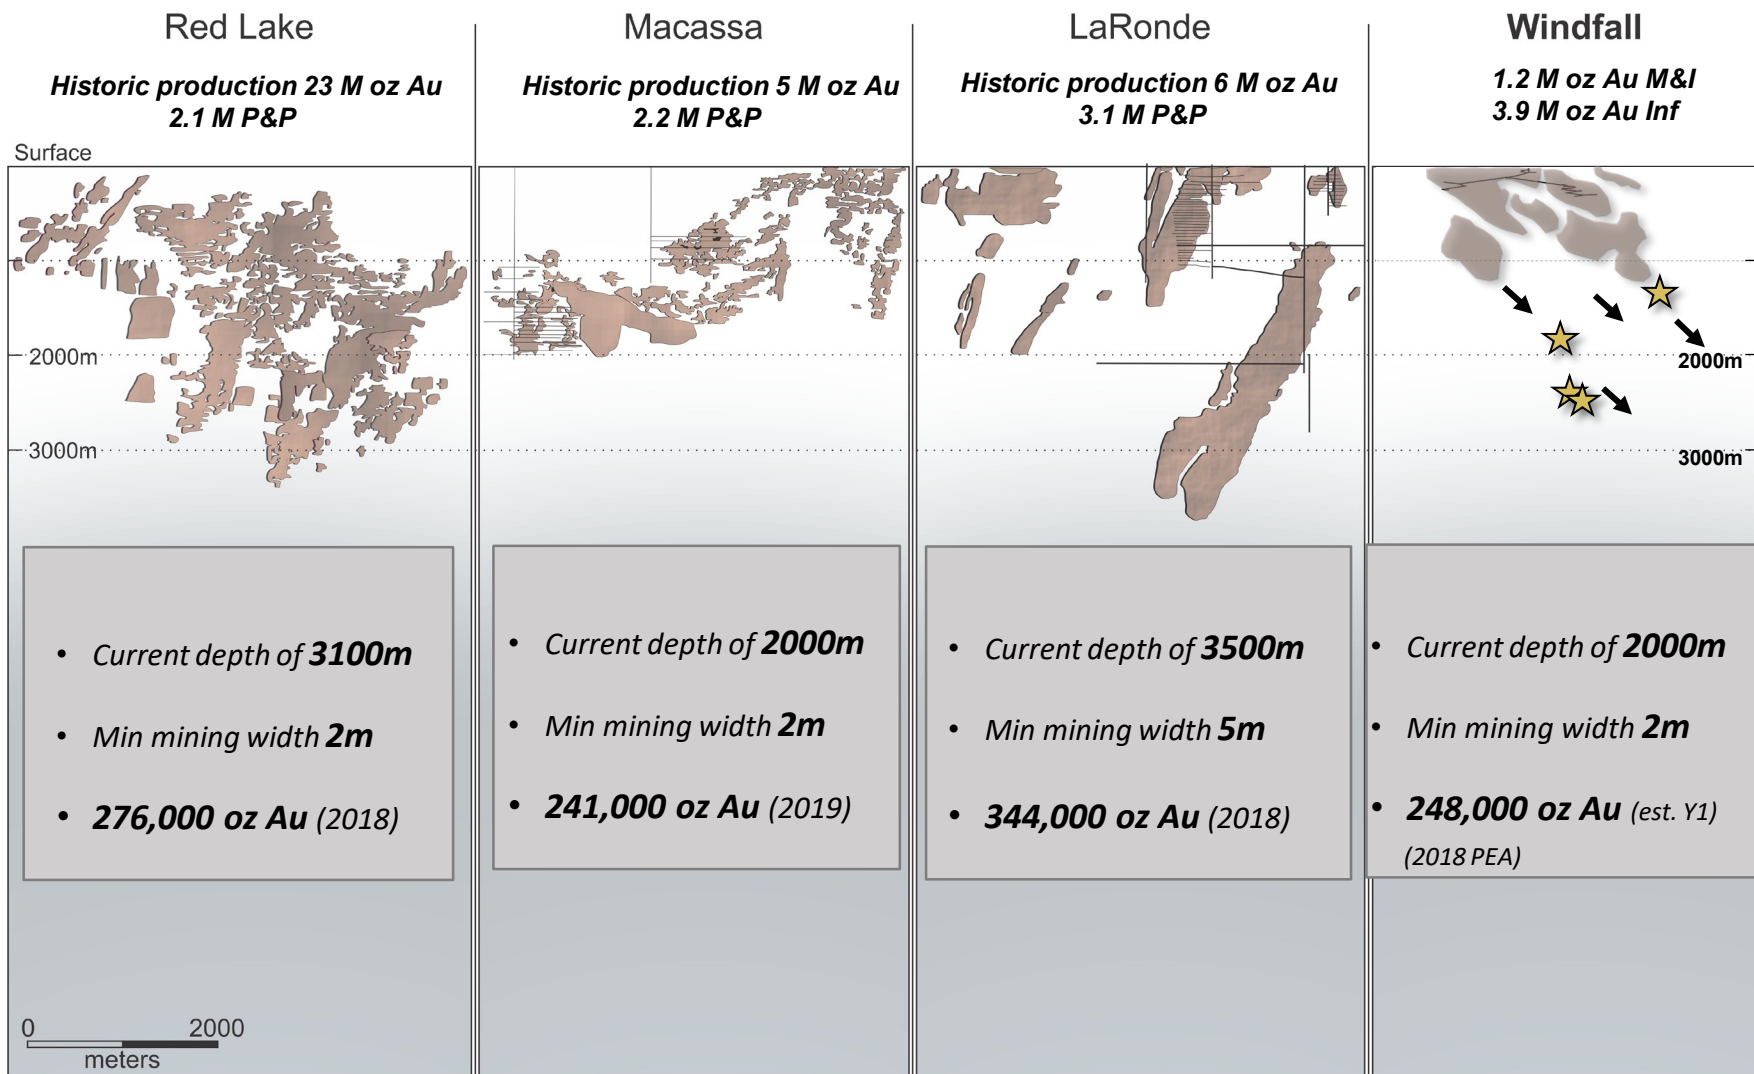 Red Lake
Historic production 23 M oz Au
2.1 M P&P
Macassa
Historic production 5 M oz Au
2.2 M P&P
LaRonde
Historic production 6 M oz Au
3.1 M P&P
Windfall
1.2 M oz Au M&I
3.9 M oz Au Inf
Surface
2000m
3000m
2000m
3000m
• Current depth of 3100m
• Min mining width 2m
• 276,000 oz Au (2018)
• Current depth of 2000m
• Min mining width 2m
• 241,000 oz Au (2019)
• Current depth of 3500m
• Min mining width 5m
• 344,000 oz Au (2018)
• Current depth of 2000m
• Min mining width 2m
• 248,000 oz Au (est. Y1)
(2018 PEA)
0 2000
meters